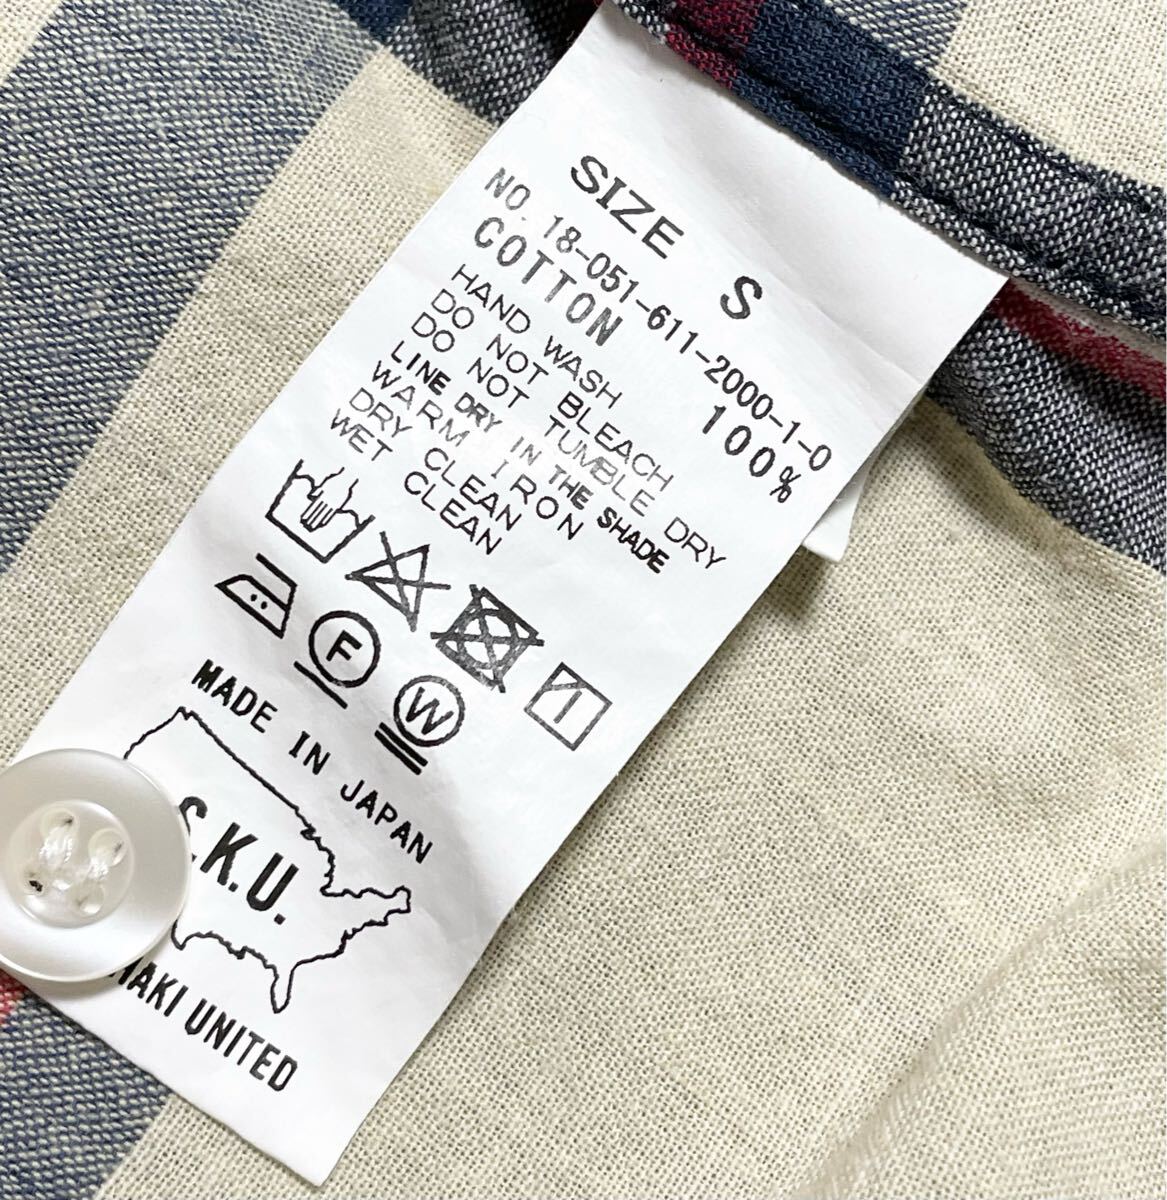 SIZE S
NO. 18-051-611-2000-1-0
COTTON 100%
HAND WASH
DO NOT BLEACH
DO NOT TUMBLE DRY
LINE DRY IN THE SHADE
WARM IRON
DRY CLEAN
WET CLEAN
F
W
MADE IN JAPAN
S.K.U.
UNITED